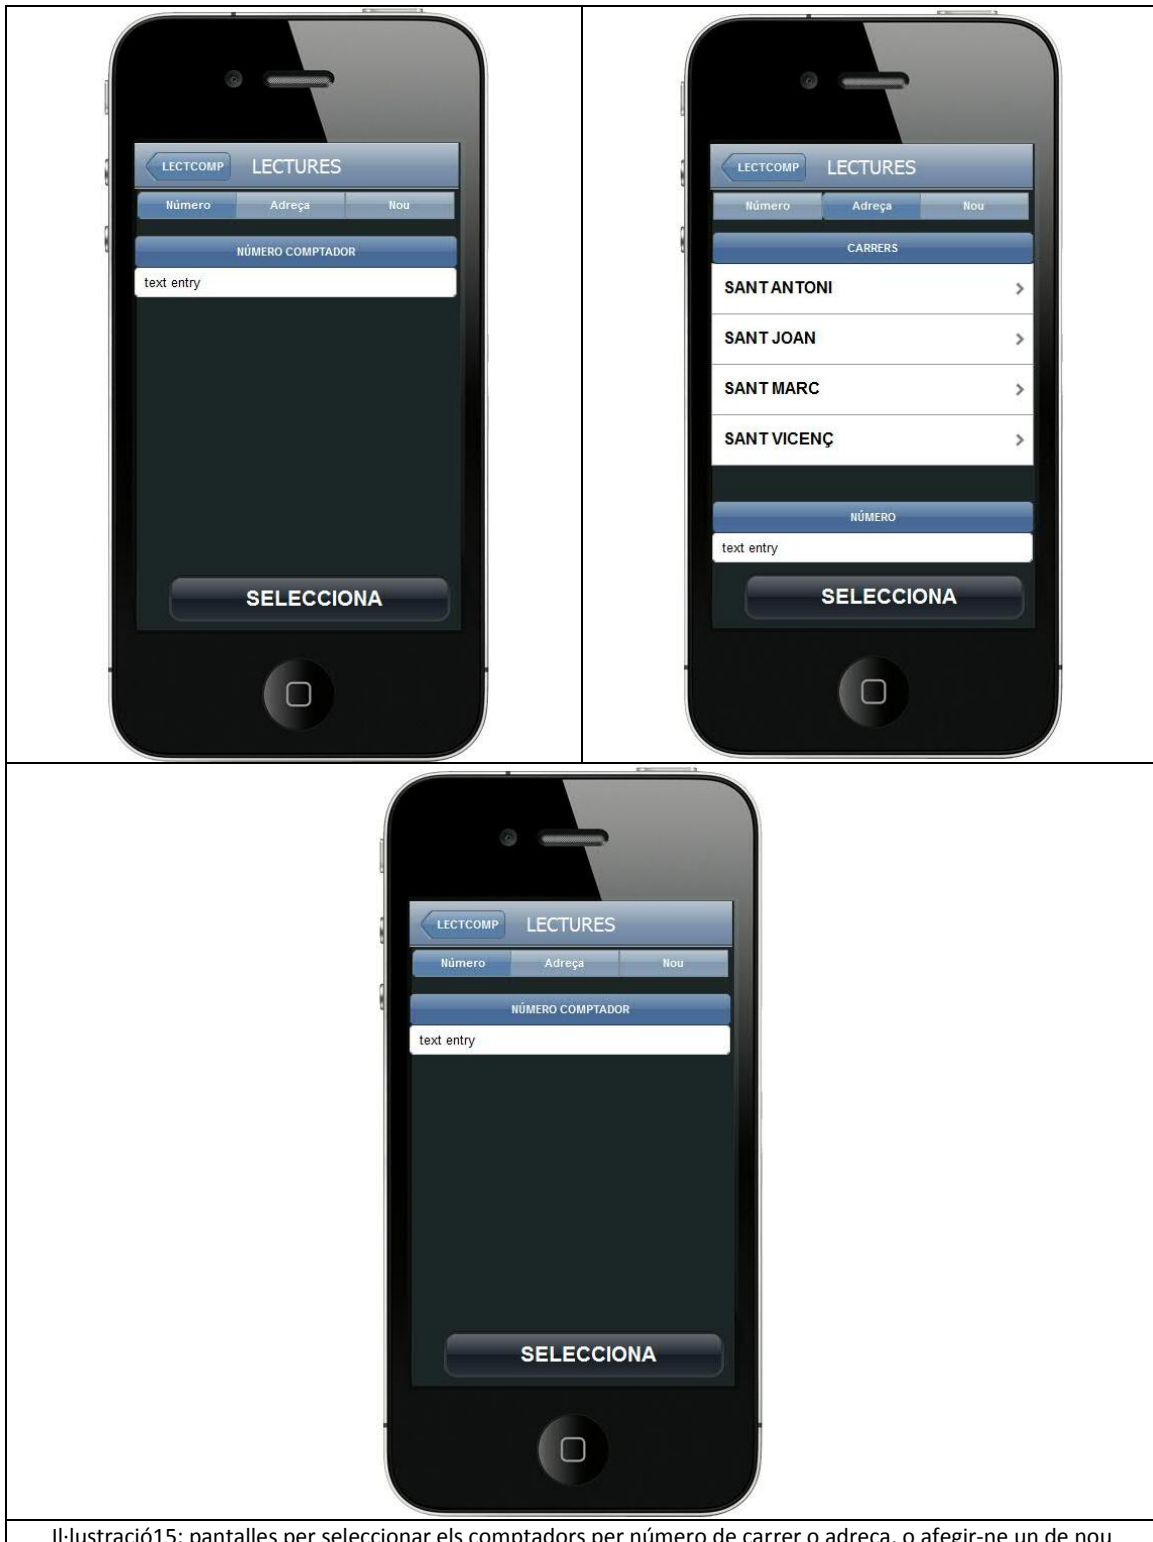 LECTCOMP LECTURES
Número Adreça Nou
NÚMERO COMPTADOR
text entry
SELECCIONA
LECTCOMP LECTURES
Número Adreça Nou
CARRERS
SANT ANTONI
SANT JOAN
SANT MARC
SANT VICENÇ
NÚMERO
text entry
SELECCIONA
LECTCOMP LECTURES
Número Adreça Nou
NÚMERO COMPTADOR
text entry
SELECCIONA
Il·lustració15: pantalles per seleccionar els comptadors per número de carrer o adreça, o afegir-ne un de nou